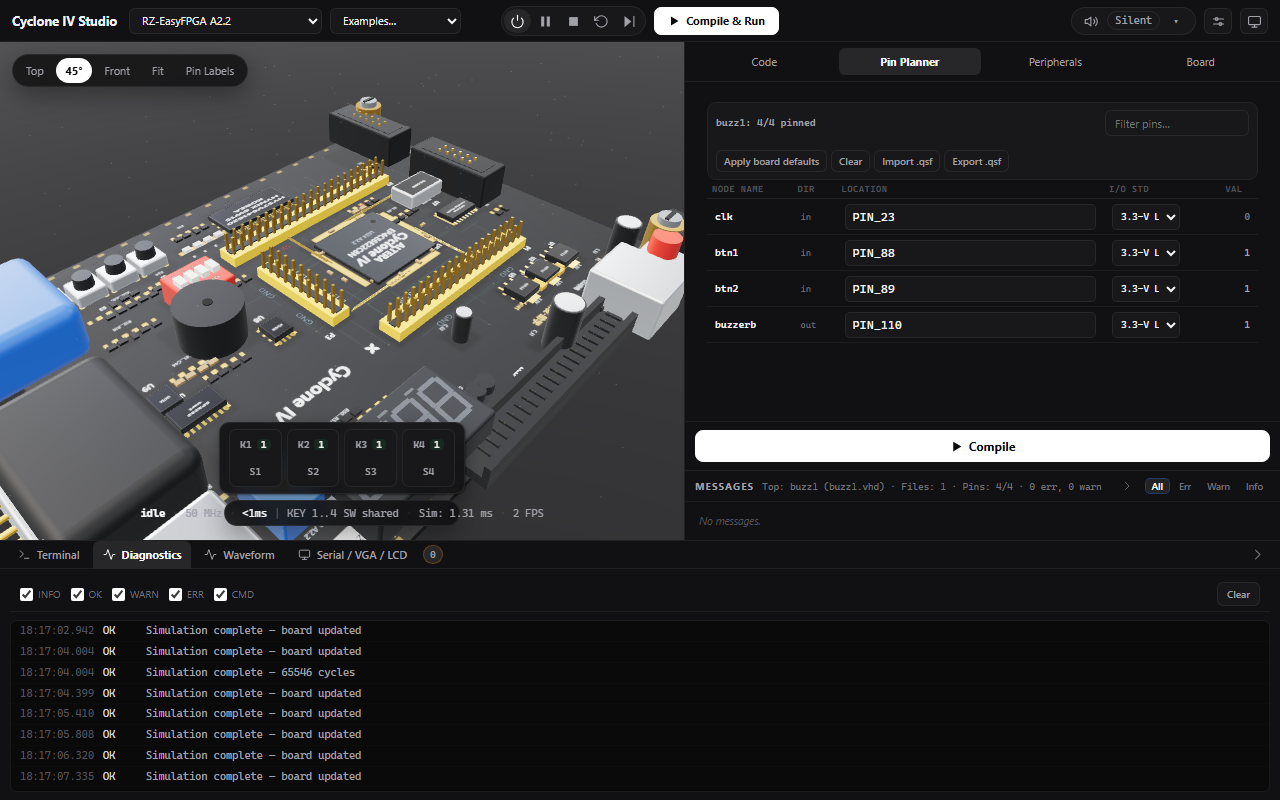 Cyclone IV Studio RZ-EasyFPGA A2.2 Examples... Compile & Run Silent
Top 45° Front Fit Pin Labels
Code Pin Planner Peripherals Board
buzz1: 4/4 pinned Filter pins...
Apply board defaults Clear Import .qsf Export .qsf
NODE NAME DIR LOCATION I/O STD VAL
clk in PIN_23 3.3-V L 0
btn1 in PIN_88 3.3-V L 1
btn2 in PIN_89 3.3-V L 1
buzzerb out PIN_110 3.3-V L 1
ALTERA
Cyclone IV
Cyclone IV
K1 1 K2 1 K3 1 K4 1
S1 S2 S3 S4
idle 50 MHz <1ms | KEY 1..4 SW shared · Sim: 1.31 ms · 2 FPS
Compile
MESSAGES Top: buzz1 (buzz1.vhd) · Files: 1 · Pins: 4/4 · 0 err, 0 warn All Err Warn Info
No messages.
Terminal Diagnostics Waveform Serial / VGA / LCD 0
INFO OK WARN ERR CMD Clear
18:17:02.942 OK Simulation complete — board updated
18:17:04.004 OK Simulation complete — board updated
18:17:04.004 OK Simulation complete — 65546 cycles
18:17:04.399 OK Simulation complete — board updated
18:17:05.410 OK Simulation complete — board updated
18:17:05.808 OK Simulation complete — board updated
18:17:06.320 OK Simulation complete — board updated
18:17:07.335 OK Simulation complete — board updated